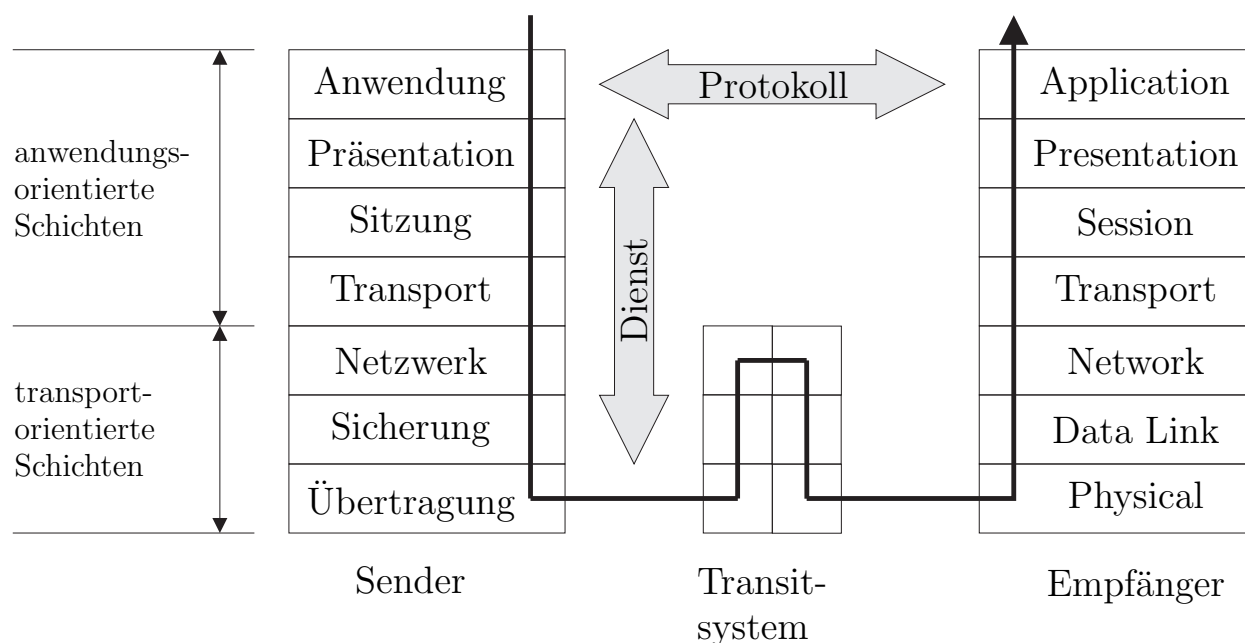 anwendungs-
orientierte
Schichten
transport-
orientierte
Schichten
Anwendung
Präsentation
Sitzung
Transport
Netzwerk
Sicherung
Übertragung
Sender
Protokoll
Dienst
Transit-
system
Application
Presentation
Session
Transport
Network
Data Link
Physical
Empfänger